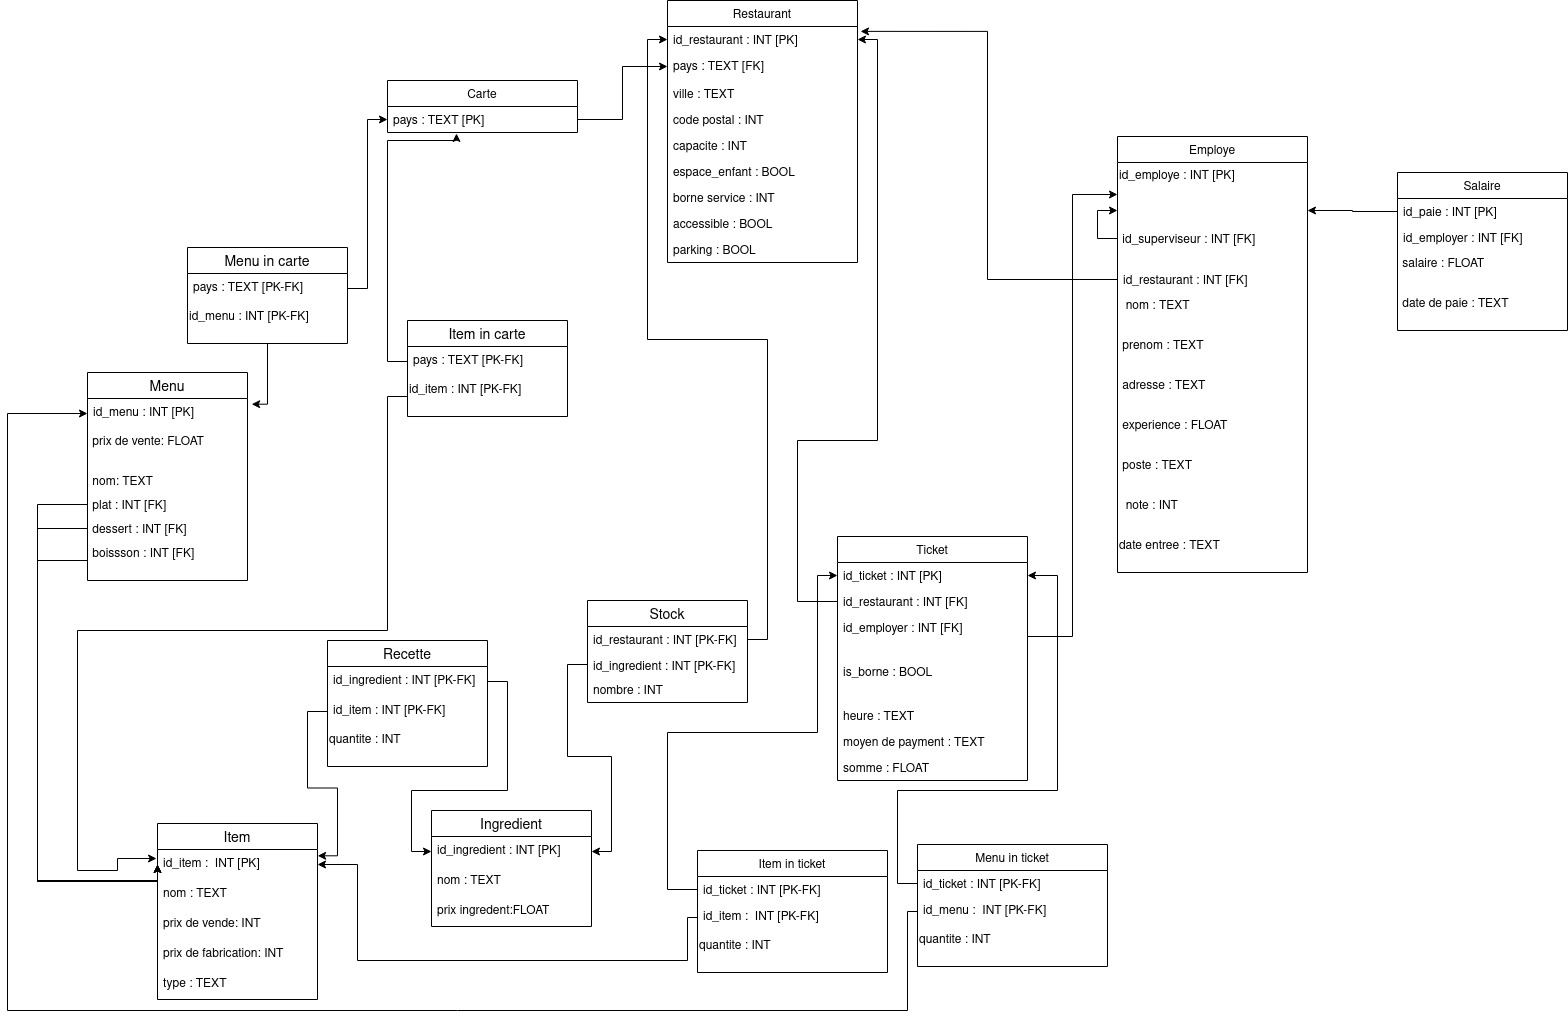 Restaurant
id_restaurant : INT [PK]
pays : TEXT [FK]
ville : TEXT
code postal : INT
capacite : INT
espace_enfant : BOOL
borne service : INT
accessible : BOOL
parking : BOOL
Carte
pays : TEXT [PK]
Employe
id_employe : INT [PK]
id_superviseur : INT [FK]
id_restaurant : INT [FK]
nom : TEXT
prenom : TEXT
adresse : TEXT
experience : FLOAT
poste : TEXT
note : INT
date entree : TEXT
Salaire
id_paie : INT [PK]
id_employer : INT [FK]
salaire : FLOAT
date de paie : TEXT
Menu in carte
pays : TEXT [PK-FK]
id_menu : INT [PK-FK]
Item in carte
pays : TEXT [PK-FK]
id_item : INT [PK-FK]
Menu
id_menu : INT [PK]
prix de vente: FLOAT
nom: TEXT
plat : INT [FK]
dessert : INT [FK]
boissson : INT [FK]
Ticket
id_ticket : INT [PK]
id_restaurant : INT [FK]
id_employer : INT [FK]
is_borne : BOOL
heure : TEXT
moyen de payment : TEXT
somme : FLOAT
Stock
id_restaurant : INT [PK-FK]
id_ingredient : INT [PK-FK]
nombre : INT
Recette
id_ingredient : INT [PK-FK]
id_item : INT [PK-FK]
quantite : INT
Item
id_item :  INT [PK]
nom : TEXT
prix de vende: INT
prix de fabrication: INT
type : TEXT
Ingredient
id_ingredient : INT [PK]
nom : TEXT
prix ingredent:FLOAT
Item in ticket
id_ticket : INT [PK-FK]
id_item :  INT [PK-FK]
quantite : INT
Menu in ticket
id_ticket : INT [PK-FK]
id_menu :  INT [PK-FK]
quantite : INT